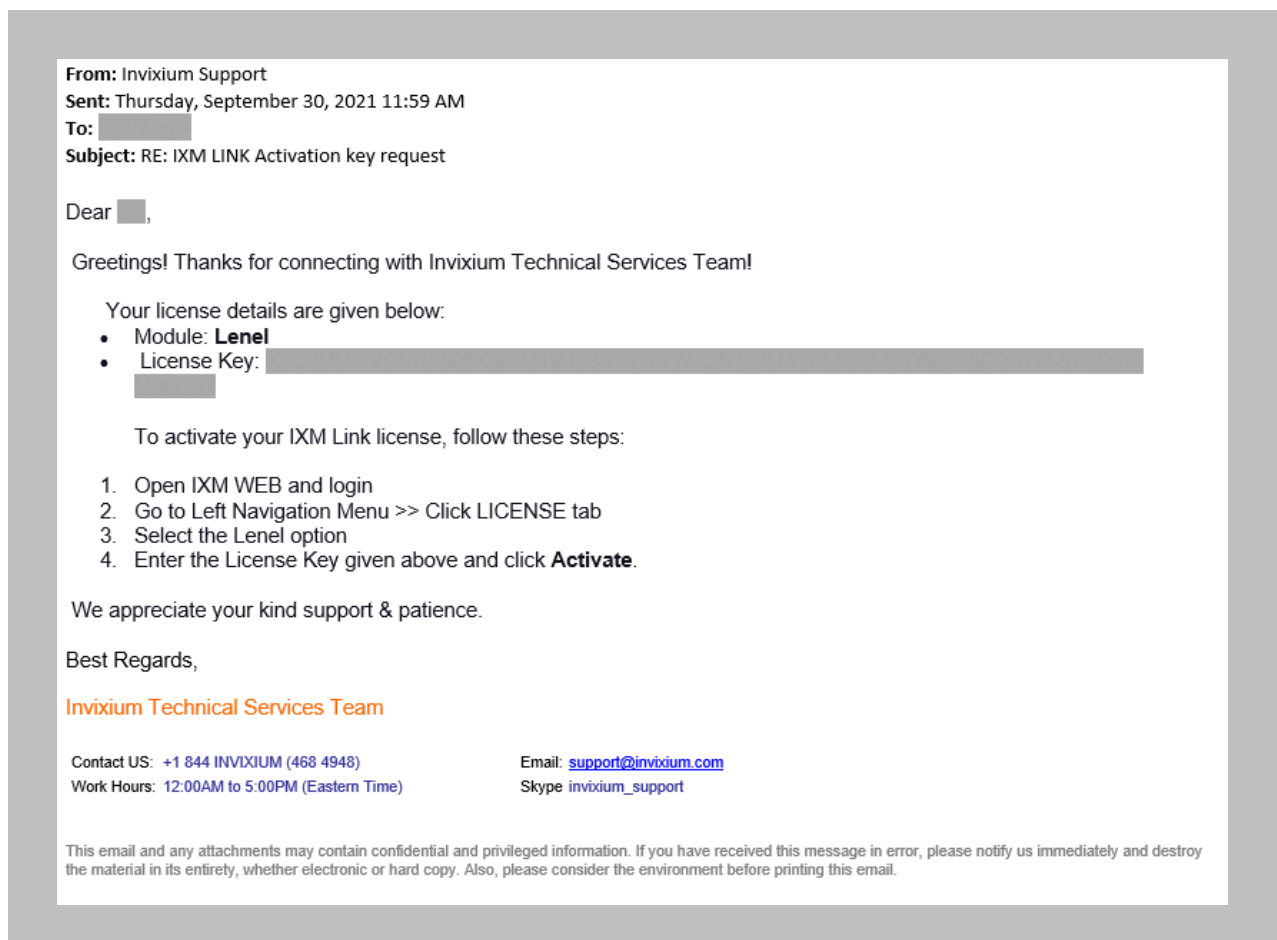 From: Invixium Support
Sent: Thursday, September 30, 2021 11:59 AM
To:
Subject: RE: IXM LINK Activation key request
Dear ,
Greetings! Thanks for connecting with Invixium Technical Services Team!
Your license details are given below:
• Module: Lenel
• License Key:
To activate your IXM Link license, follow these steps:
1. Open IXM WEB and login
2. Go to Left Navigation Menu >> Click LICENSE tab
3. Select the Lenel option
4. Enter the License Key given above and click Activate.
We appreciate your kind support & patience.
Best Regards,
Invixium Technical Services Team
Contact US: +1 844 INVIXIUM (468 4948) Email: support@invixium.com
Work Hours: 12:00AM to 5:00PM (Eastern Time) Skype invixium_support
This email and any attachments may contain confidential and privileged information. If you have received this message in error, please notify us immediately and destroy
the material in its entirety, whether electronic or hard copy. Also, please consider the environment before printing this email.